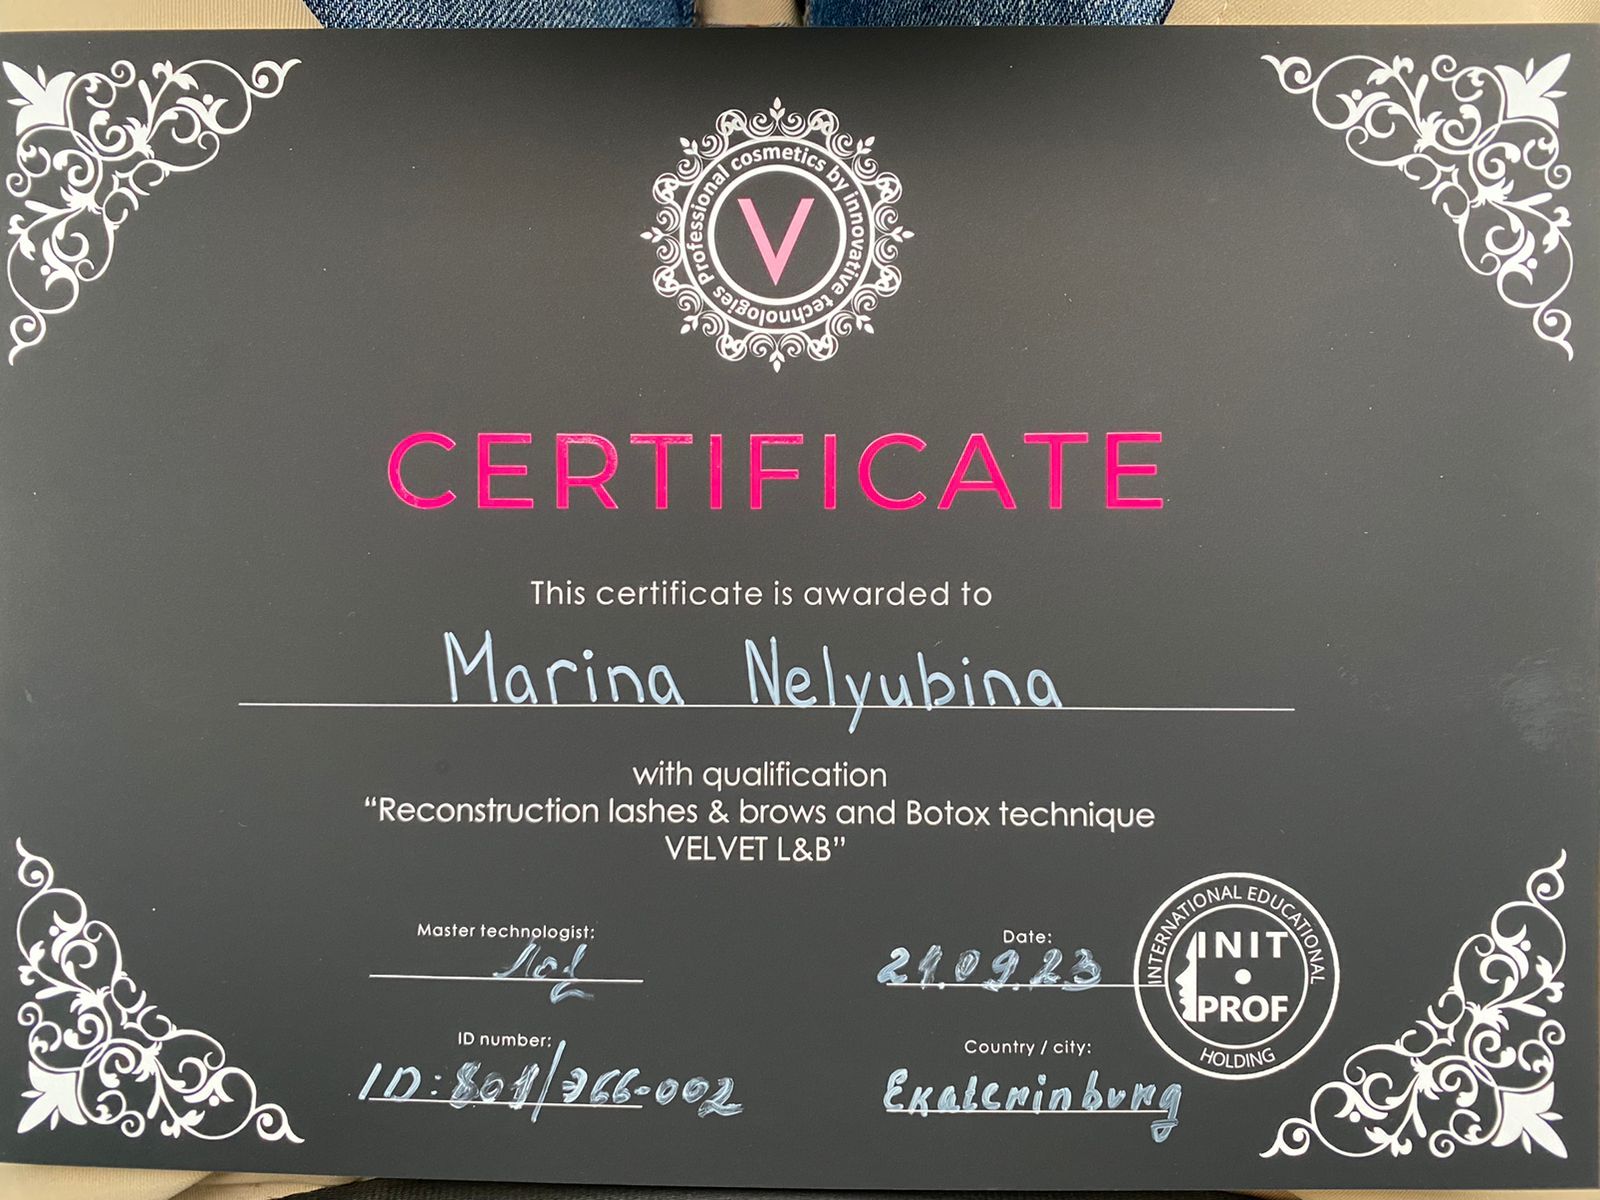 Professional cosmetics by innovative technologies
V
CERTIFICATE
This certificate is awarded to
Marina Nelyubina
with qualification
“Reconstruction lashes & brows and Botox technique
VELVET L&B”
Master technologist:
Date:
21.09.23
INTERNATIONAL EDUCATIONAL
INIT
PROF
HOLDING
ID number:
ID: 801/366-002
Country / city:
Ekaterinburg